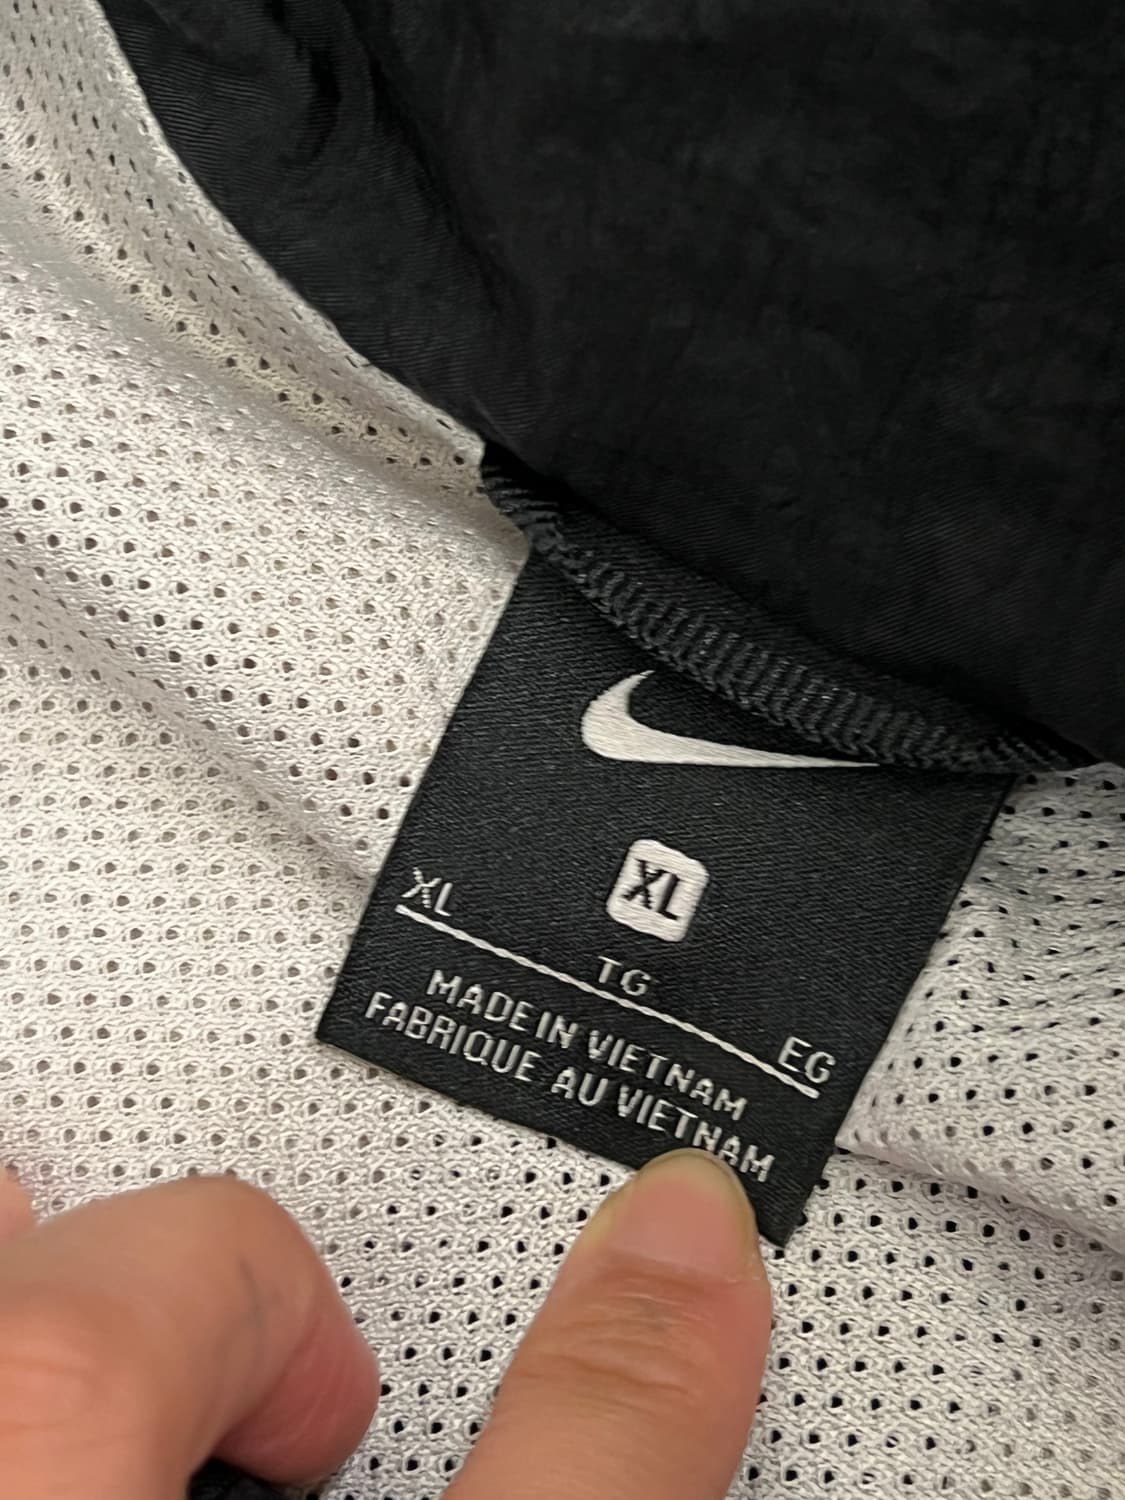 XL
XL TG EG
MADE IN VIETNAM
FABRIQUE AU VIETNAM